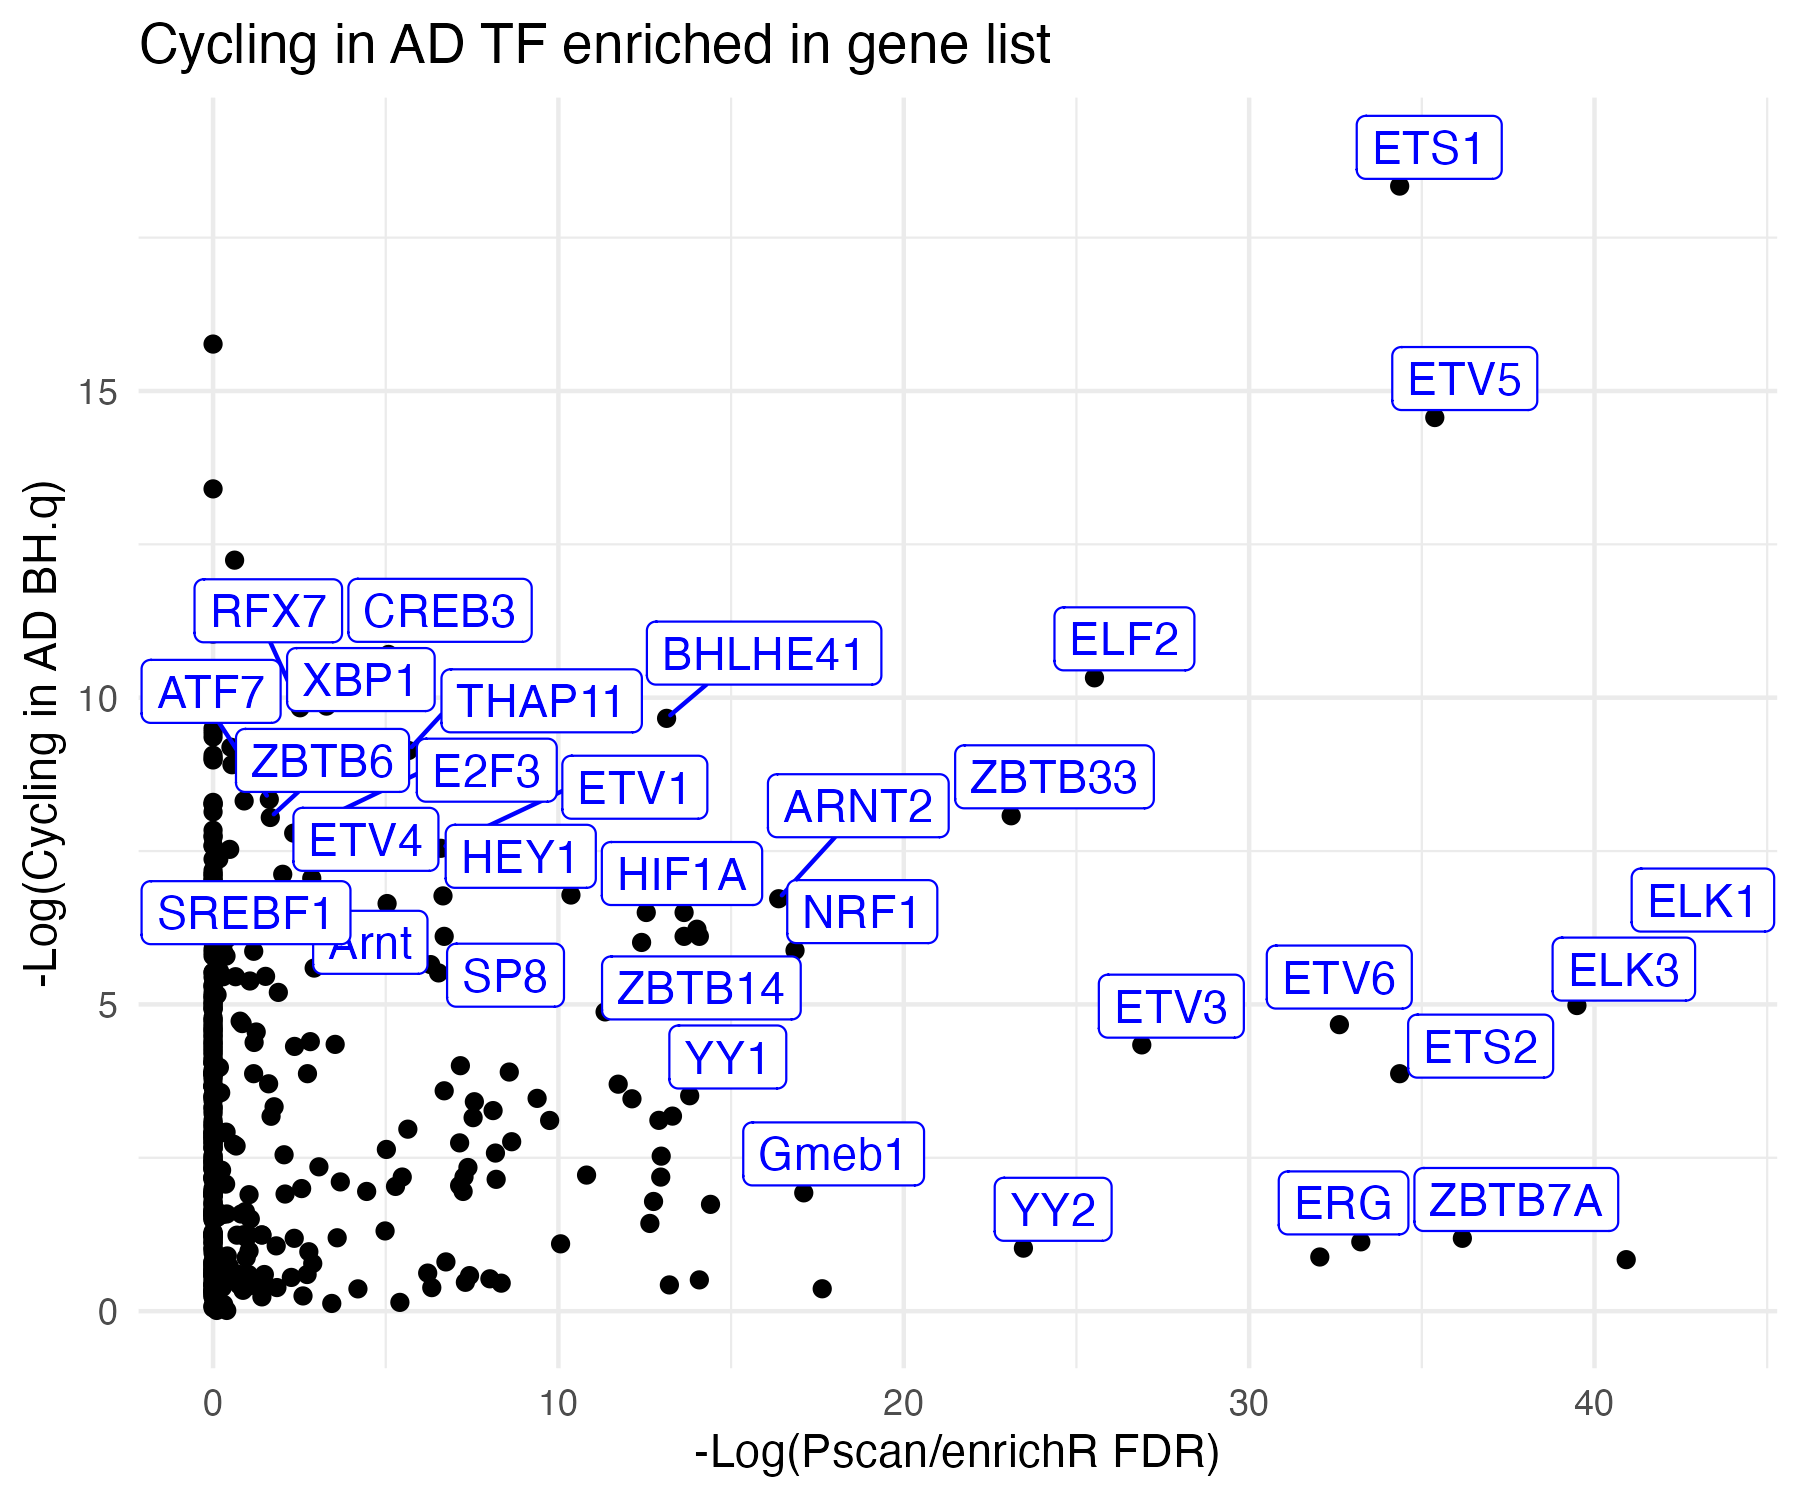 Cycling in AD TF enriched in gene list
-Log(Cycling in AD BH.q)
15
10
5
0
ETS1
ETV5
RFX7
CREB3
ELF2
BHLHE41
XBP1
ATF7
THAP11
ZBTB6
E2F3
ETV1
ZBTB33
ARNT2
ETV4
HEY1
HIF1A
ELK1
SREBF1
NRF1
Arnt
SP8
ZBTB14
ETV6
ELK3
ETV3
ETS2
YY1
Gmeb1
YY2
ERG
ZBTB7A
0
10
20
30
40
-Log(Pscan/enrichR FDR)